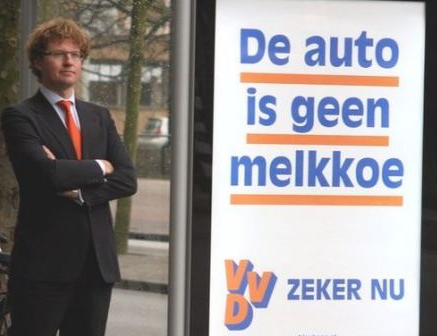 De auto
is geen
melkkoe
VVD ZEKER NU